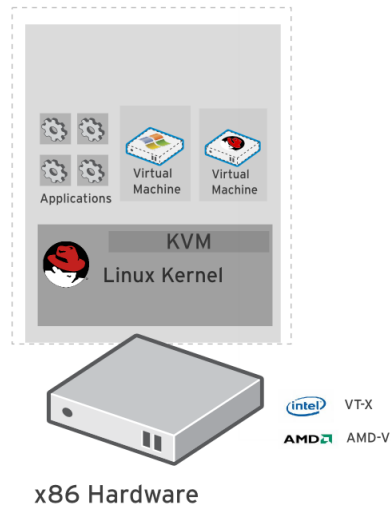 Applications
Virtual
Machine
Virtual
Machine
KVM
Linux Kernel
intel VT-X
AMD AMD-V
x86 Hardware